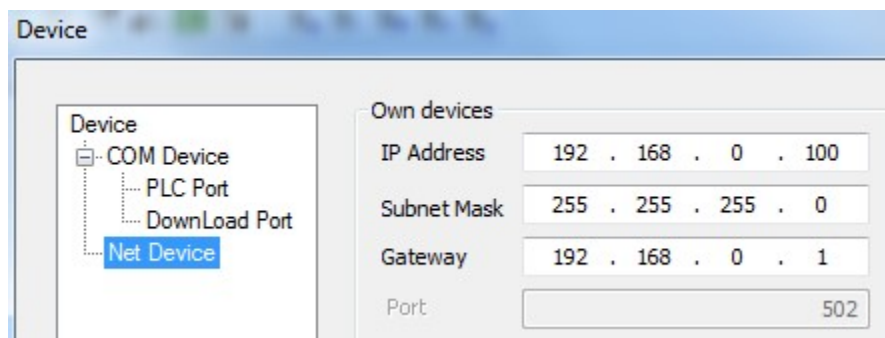 Device
Device
COM Device
PLC Port
DownLoad Port
Net Device
Own devices
IP Address 192 . 168 . 0 . 100
Subnet Mask 255 . 255 . 255 . 0
Gateway 192 . 168 . 0 . 1
Port 502